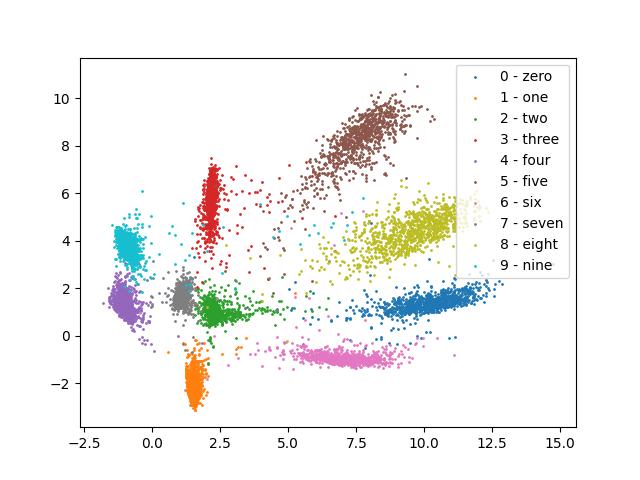 0 - zero
1 - one
2 - two
3 - three
4 - four
5 - five
6 - six
7 - seven
8 - eight
9 - nine
10
8
6
4
2
0
−2
−2.5 0.0 2.5 5.0 7.5 10.0 12.5 15.0